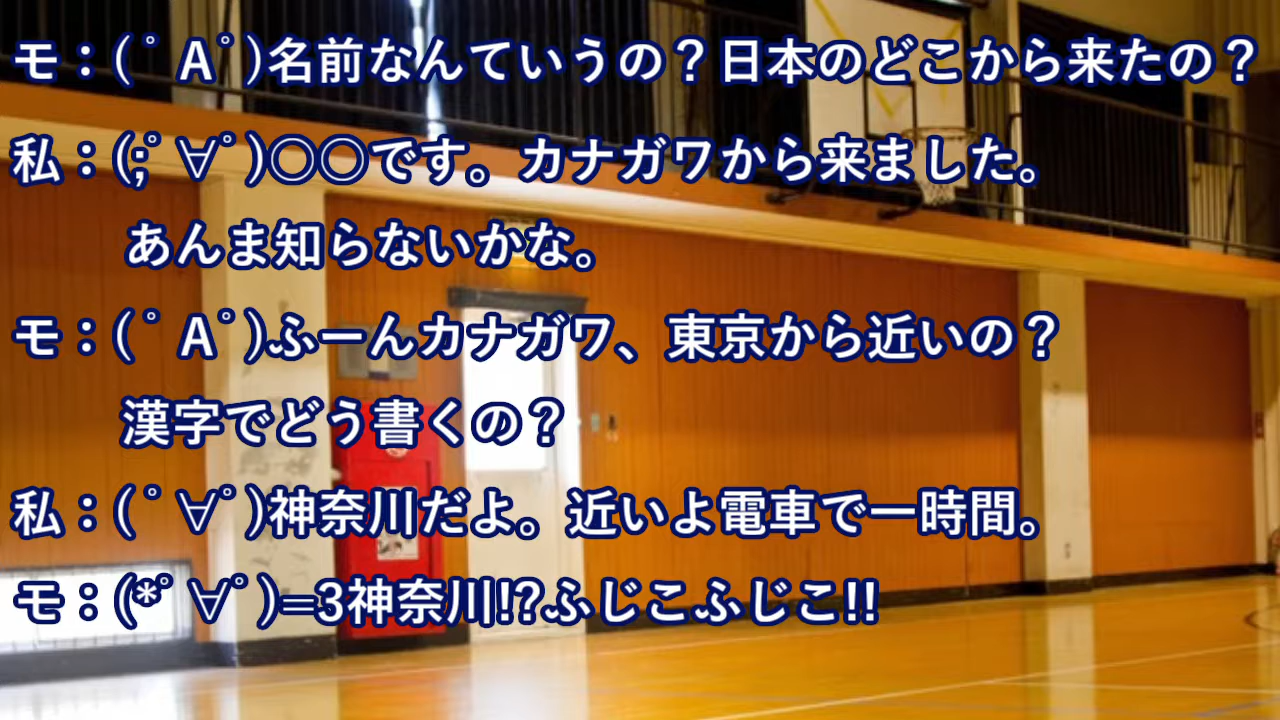 モ：( ﾟ Aﾟ)名前なんていうの？日本のどこから来たの？
私：(;ﾟ∀ﾟ)○○です。カナガワから来ました。
あんま知らないかな。
モ：( ﾟ Aﾟ)ふーんカナガワ、東京から近いの？
漢字でどう書くの？
私：( ﾟ∀ﾟ)神奈川だよ。近いよ電車で一時間。
モ：(*ﾟ∀ﾟ)=3神奈川!?ふじこふじこ!!